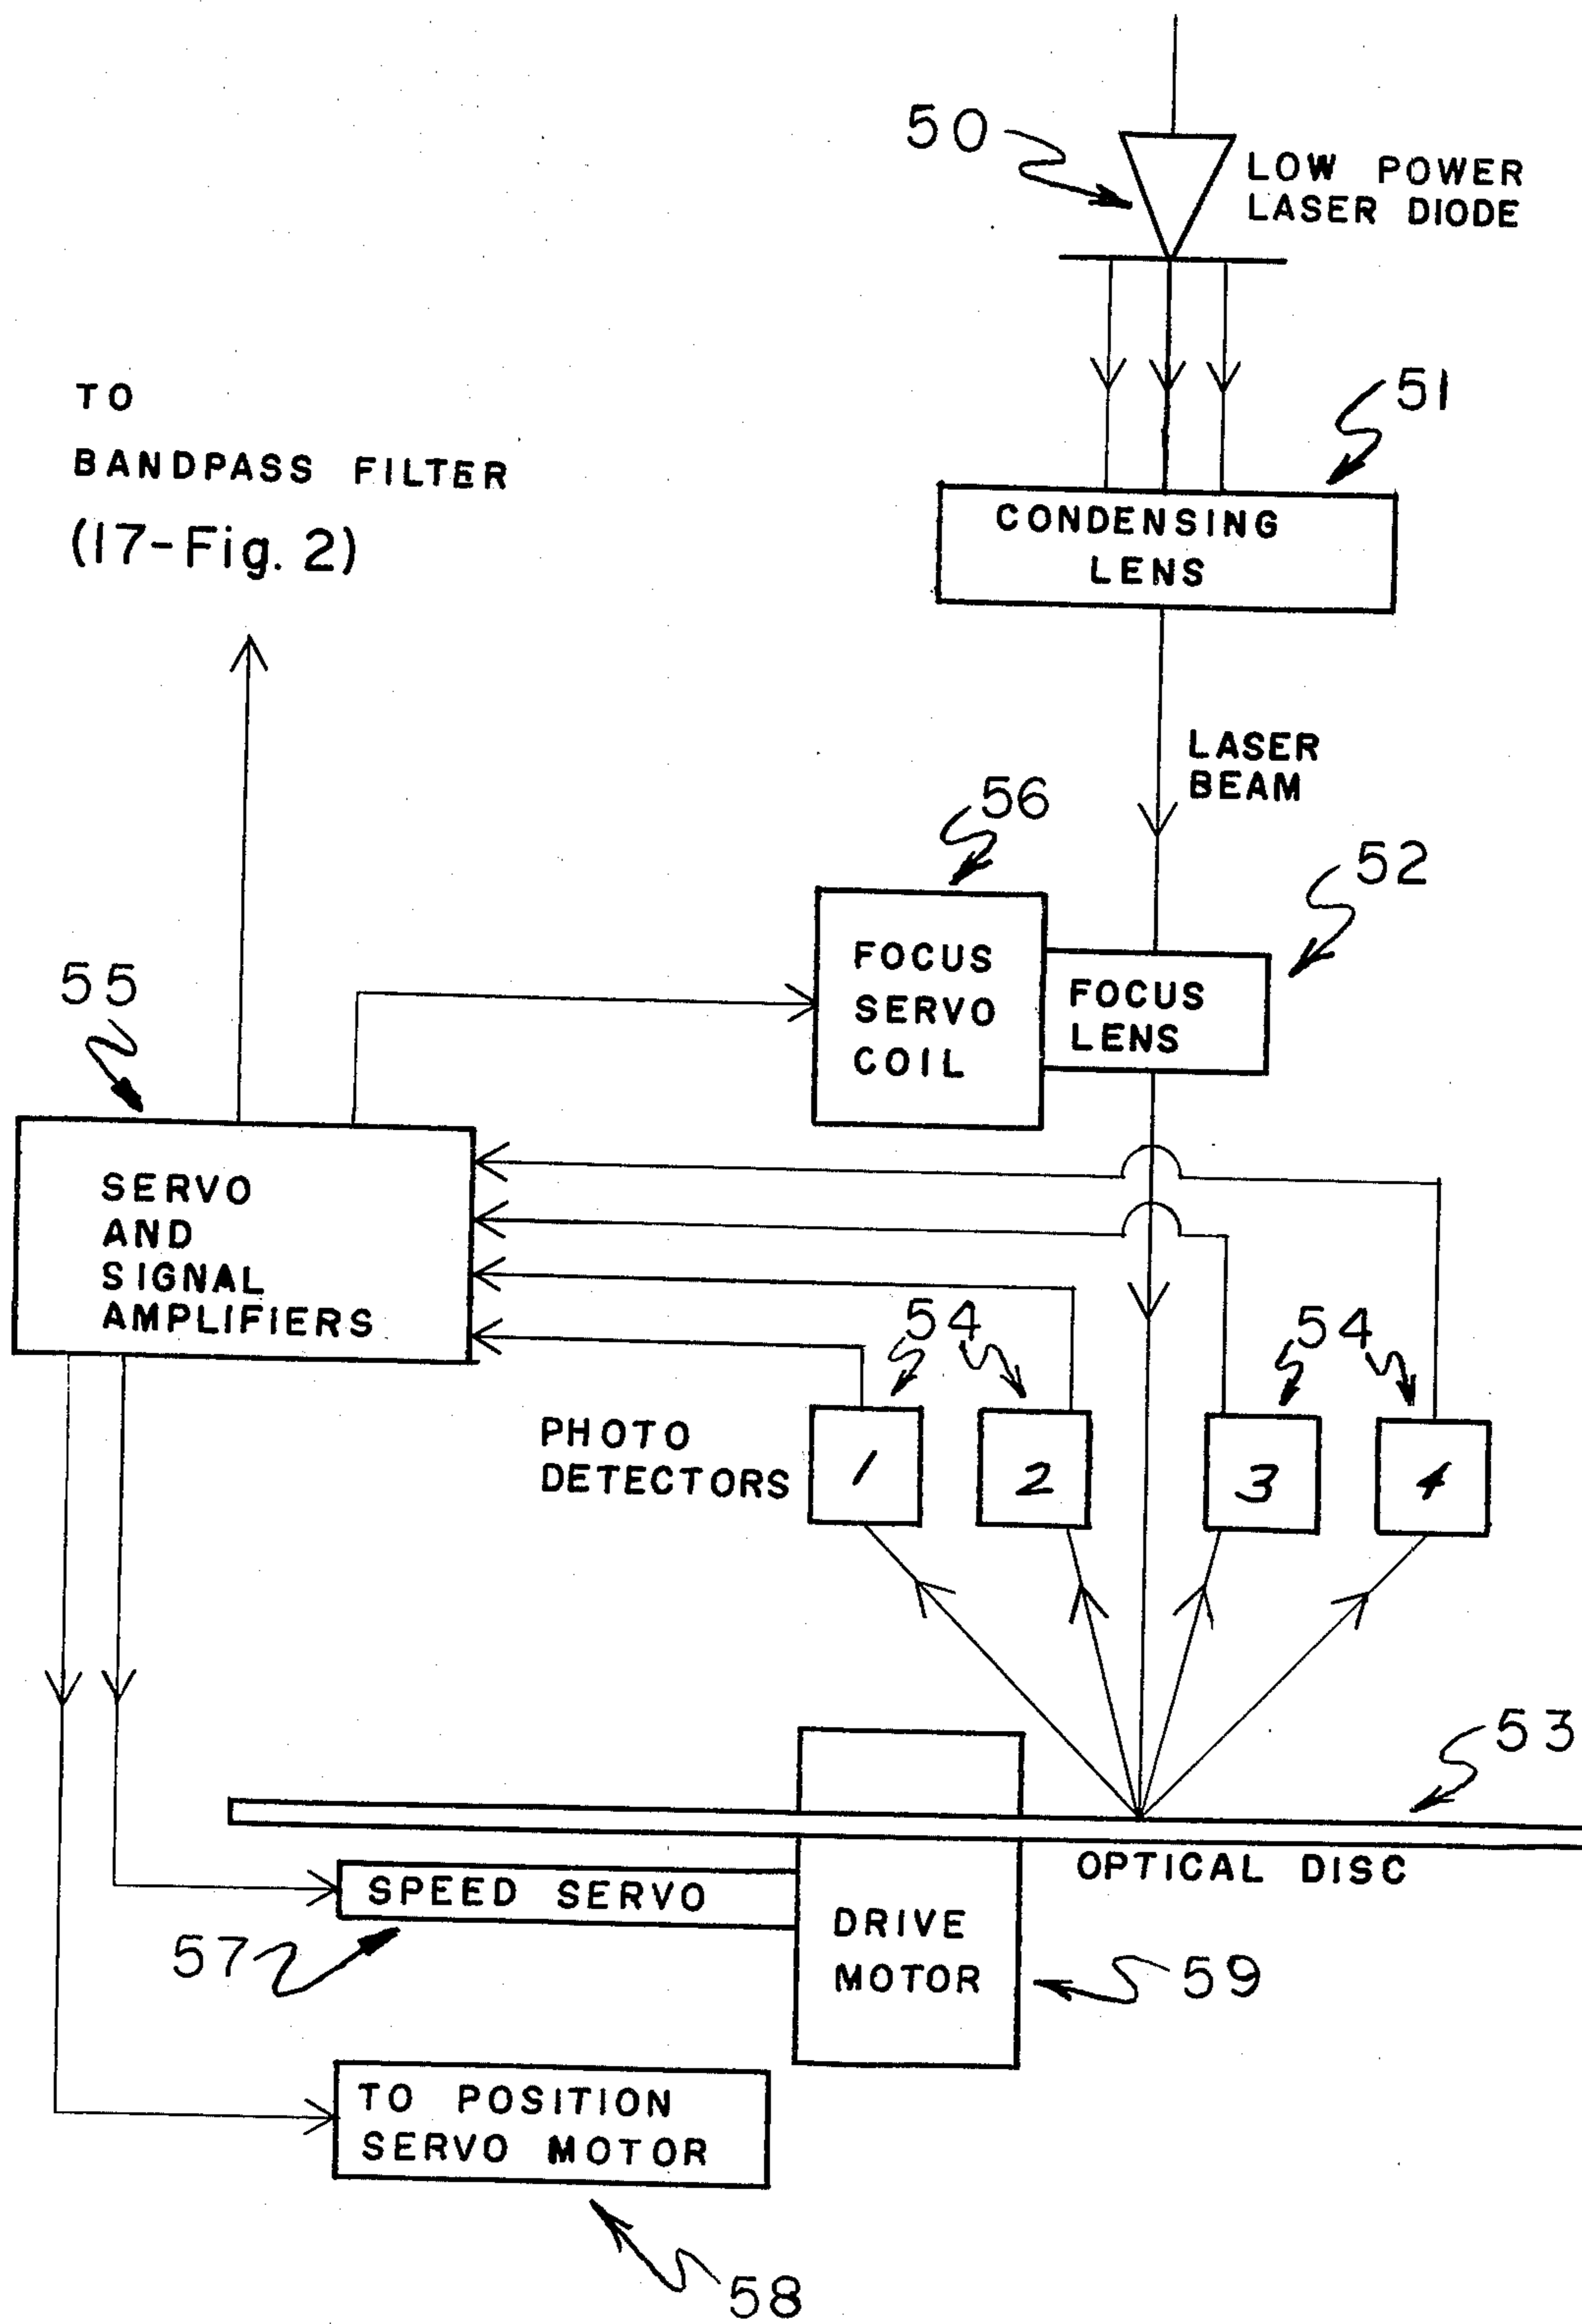 50
LOW POWER
LASER DIODE
51
TO
BANDPASS FILTER
(17-Fig. 2)
CONDENSING
LENS
LASER
BEAM
56
52
FOCUS
SERVO
COIL
FOCUS
LENS
55
SERVO
AND
SIGNAL
AMPLIFIERS
54
54
PHOTO
DETECTORS
1
2
3
4
53
OPTICAL DISC
SPEED SERVO
57
DRIVE
MOTOR
59
TO POSITION
SERVO MOTOR
58